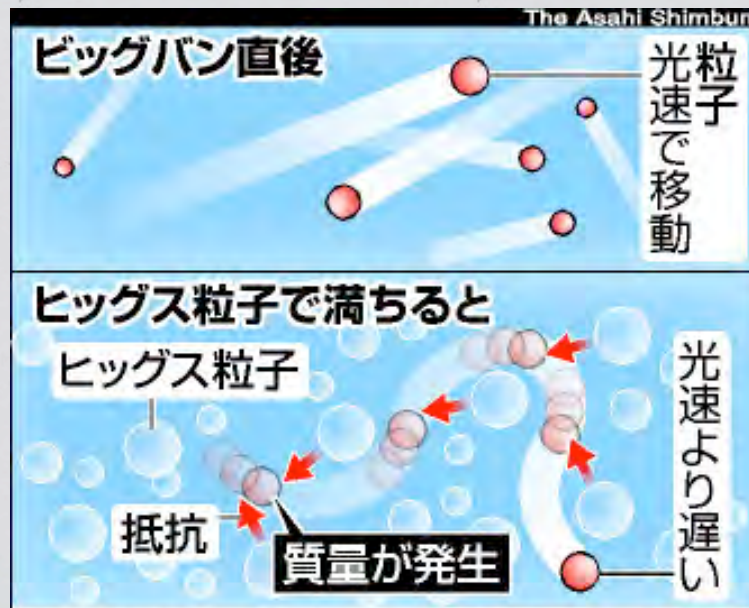 The Asahi Shimbun
ビッグバン直後
粒子
光速で移動
ヒッグス粒子で満ちると
ヒッグス粒子
光速より遅い
抵抗
質量が発生